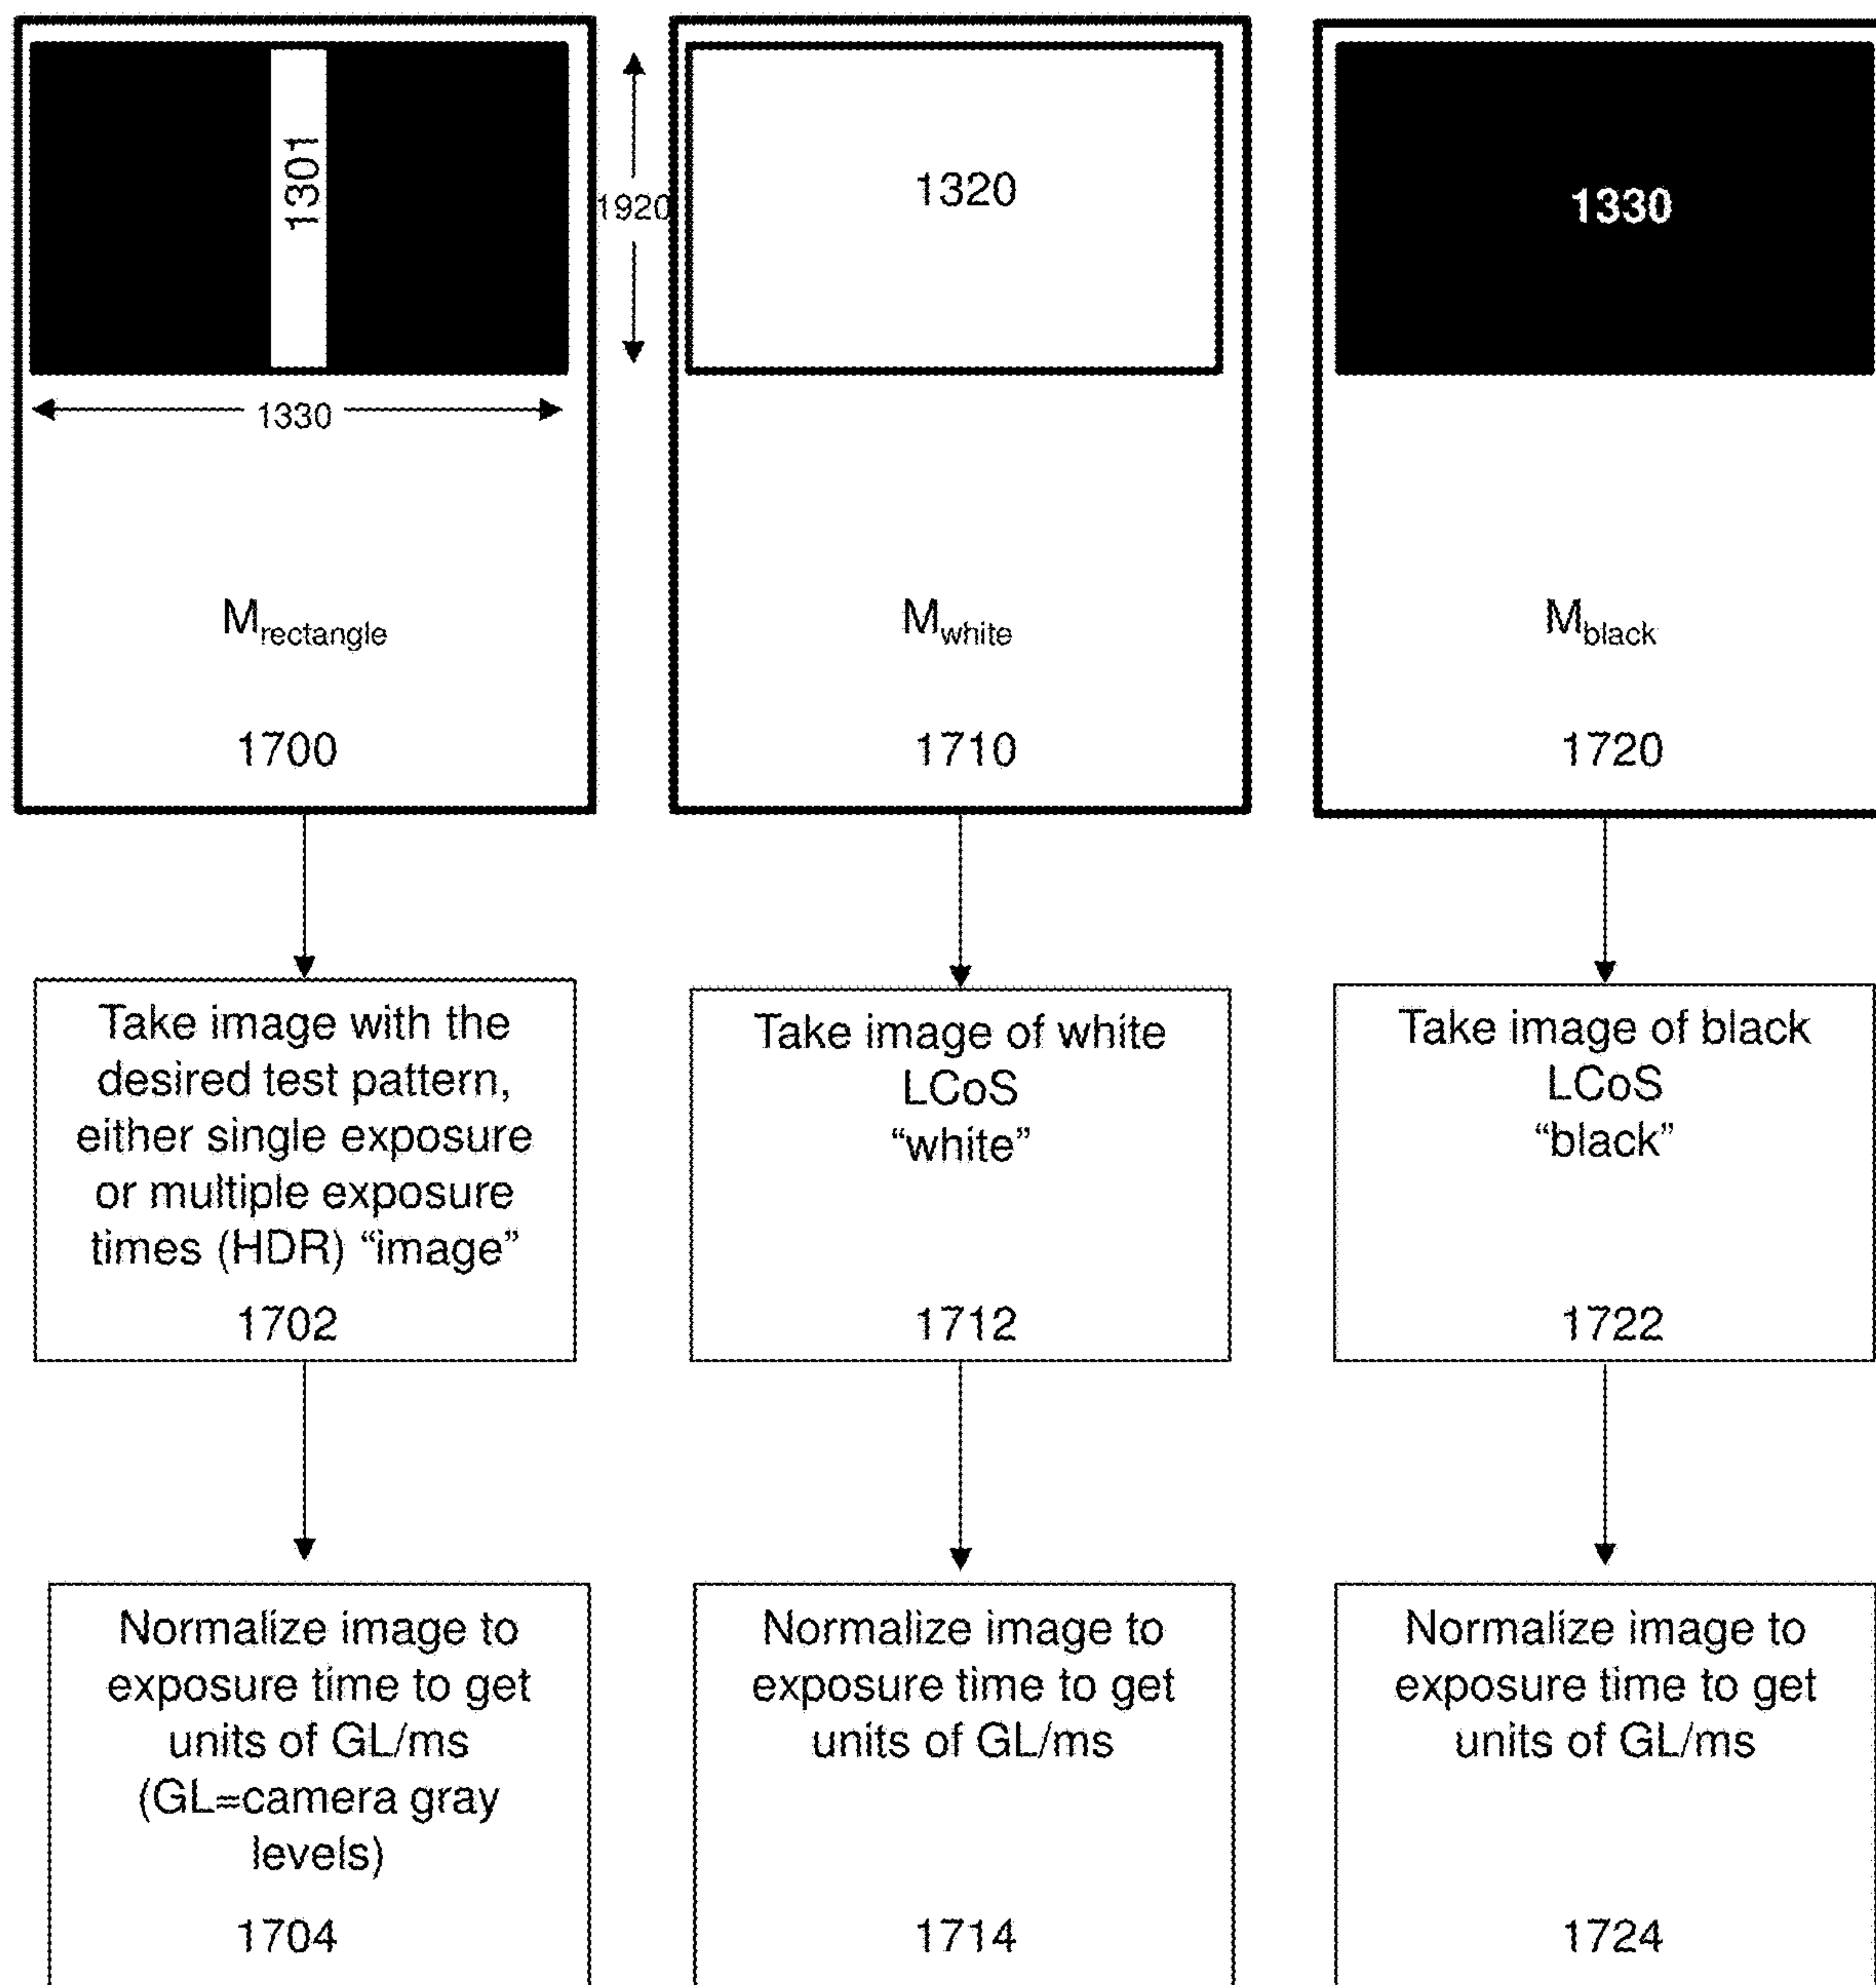 1301
1330
1920
M_rectangle
1700
Take image with the
desired test pattern,
either single exposure
or multiple exposure
times (HDR) “image”
1702
Normalize image to
exposure time to get
units of GL/ms
(GL=camera gray
levels)
1704
1320
M_white
1710
Take image of white
LCoS
“white”
1712
Normalize image to
exposure time to get
units of GL/ms
1714
1330
M_black
1720
Take image of black
LCoS
“black”
1722
Normalize image to
exposure time to get
units of GL/ms
1724